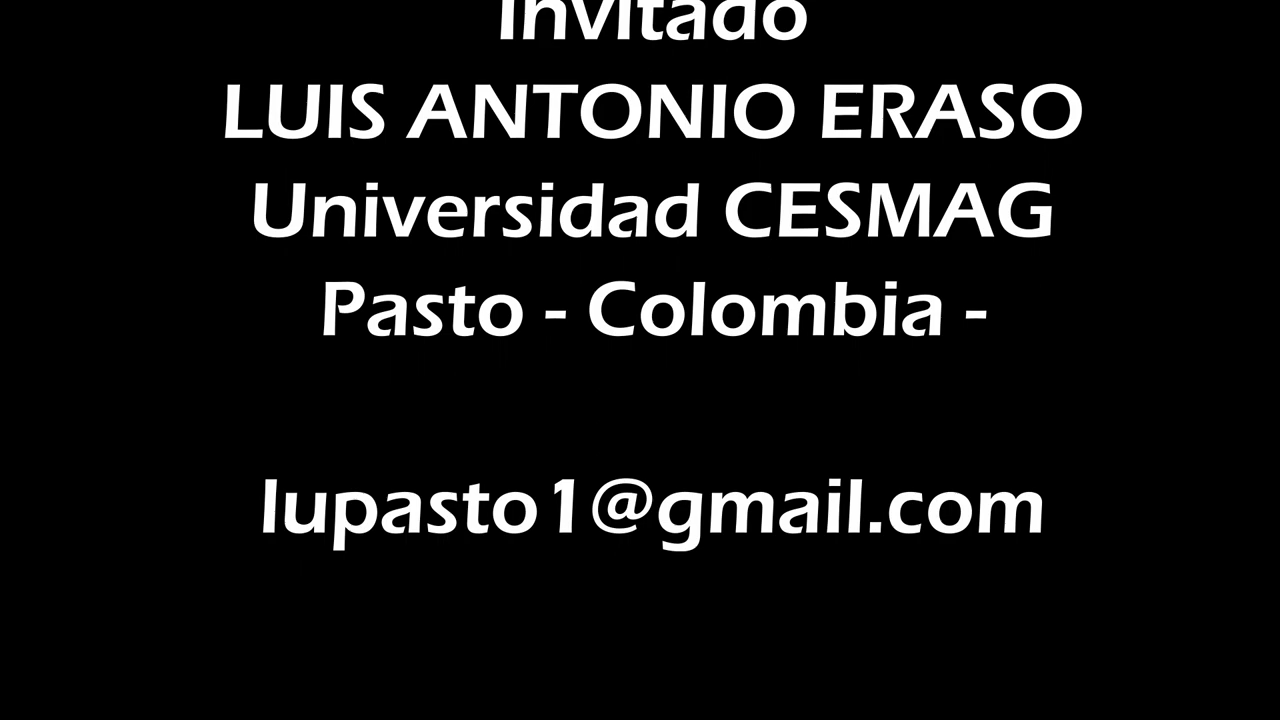 Invitado
LUIS ANTONIO ERASO
Universidad CESMAG
Pasto - Colombia -
lupasto1@gmail.com